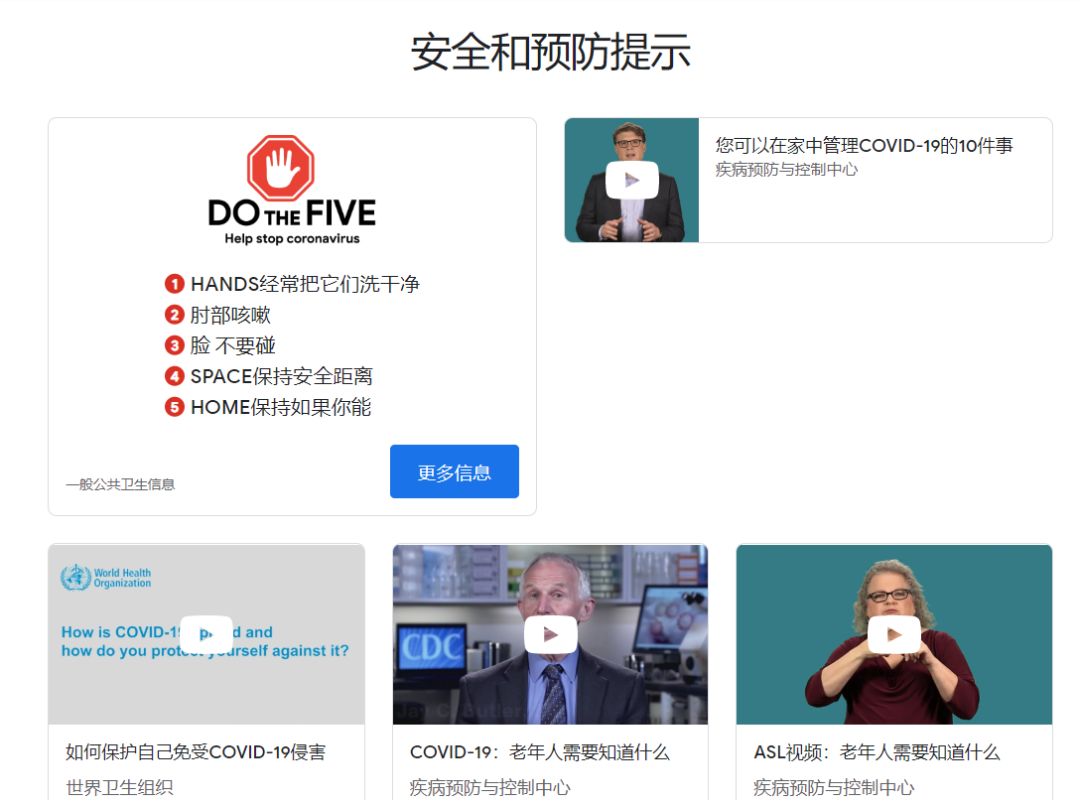 安全和预防提示
DO THE FIVE
Help stop coronavirus
1 HANDS经常把它们洗干净
2 肘部咳嗽
3 脸 不要碰
4 SPACE保持安全距离
5 HOME保持如果你能
一般公共卫生信息
更多信息
您可以在家中管理COVID-19的10件事
疾病预防与控制中心
World Health
Organization
How is COVID-19 and
how do you protect yourself against it?
如何保护自己免受COVID-19侵害
世界卫生组织
CDC
COVID-19：老年人需要知道什么
疾病预防与控制中心
ASL视频：老年人需要知道什么
疾病预防与控制中心